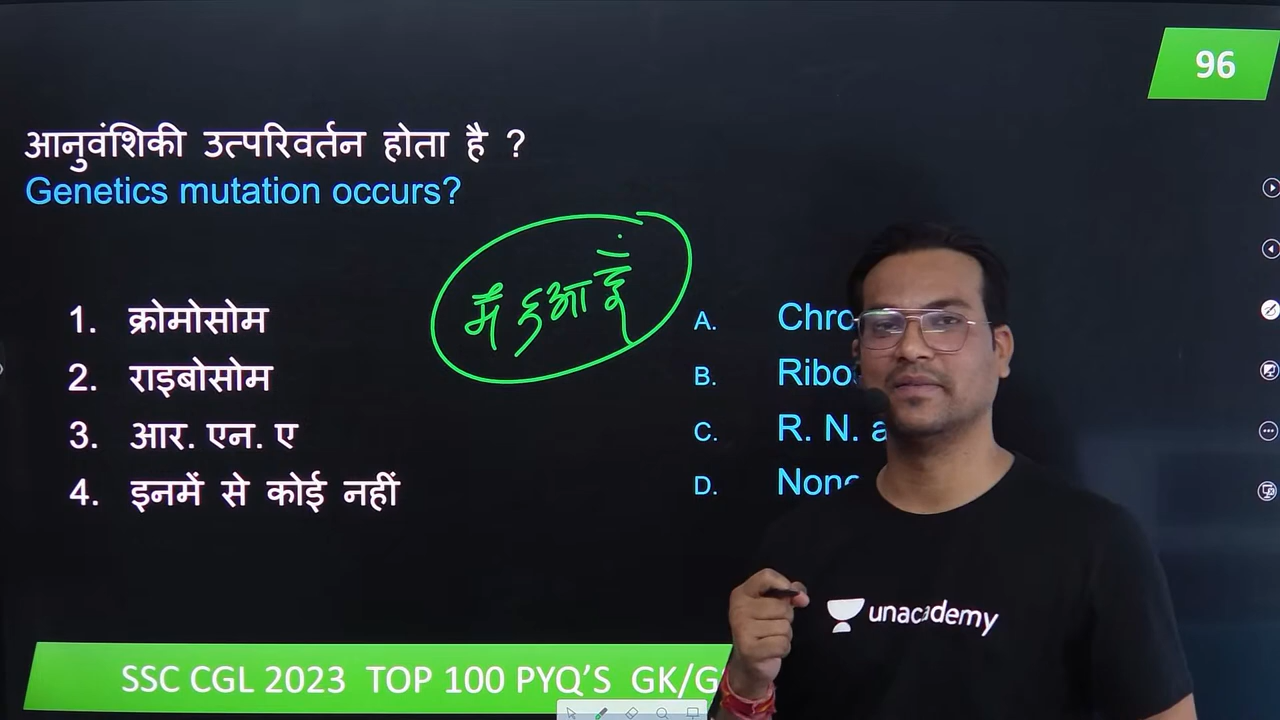 96
आनुवंशिकी उत्परिवर्तन होता है ?
Genetics mutation occurs?
1. क्रोमोसोम
2. राइबोसोम
3. आर. एन. ए
4. इनमें से कोई नहीं
A. Chro
B. Ribo
C. R. N. a
D. None
unacademy
SSC CGL 2023 TOP 100 PYQ'S GK/G